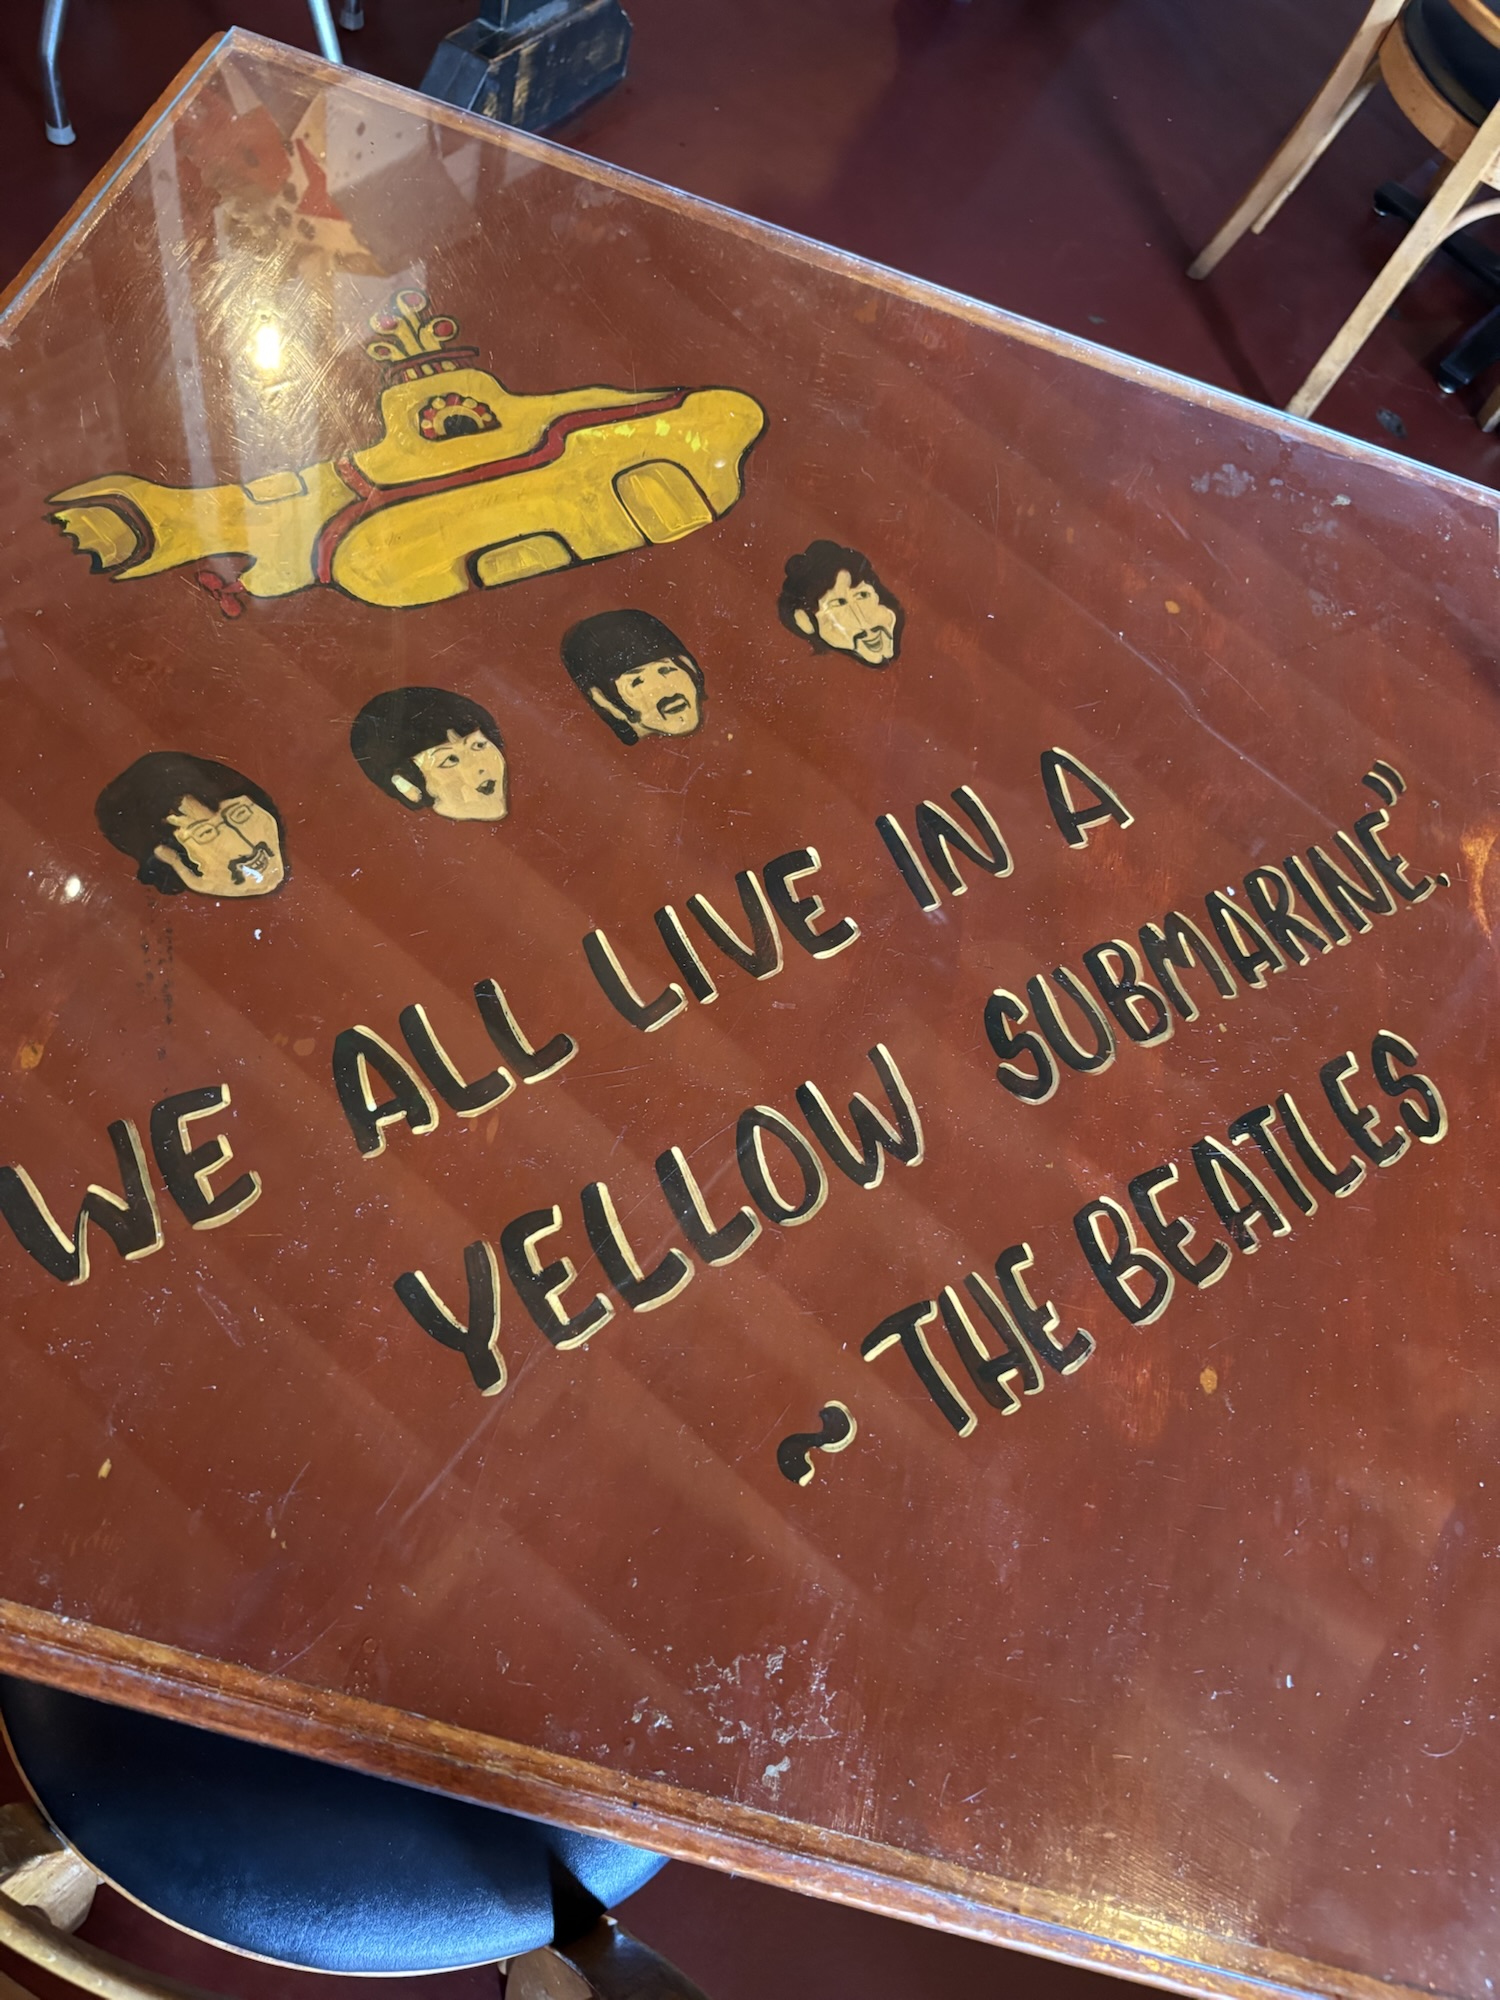 WE ALL LIVE IN A
YELLOW SUBMARINE."
~ THE BEATLES